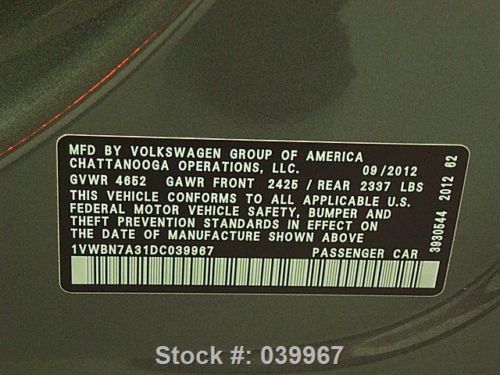 MFD BY VOLKSWAGEN GROUP OF AMERICA
CHATTANOOGA OPERATIONS, LLC. 09/2012
GVWR 4652 GAWR FRONT 2425 / REAR 2337 LBS
THIS VEHICLE CONFORMS TO ALL APPLICABLE U.S.
FEDERAL MOTOR VEHICLE SAFETY, BUMPER AND
THEFT PREVENTION STANDARDS IN EFFECT ON
THE DATE OF MANUFACTURE SHOWN ABOVE
1VWBN7A31DC039967 PASSENGER CAR
3930544 2012 62
Stock #: 039967